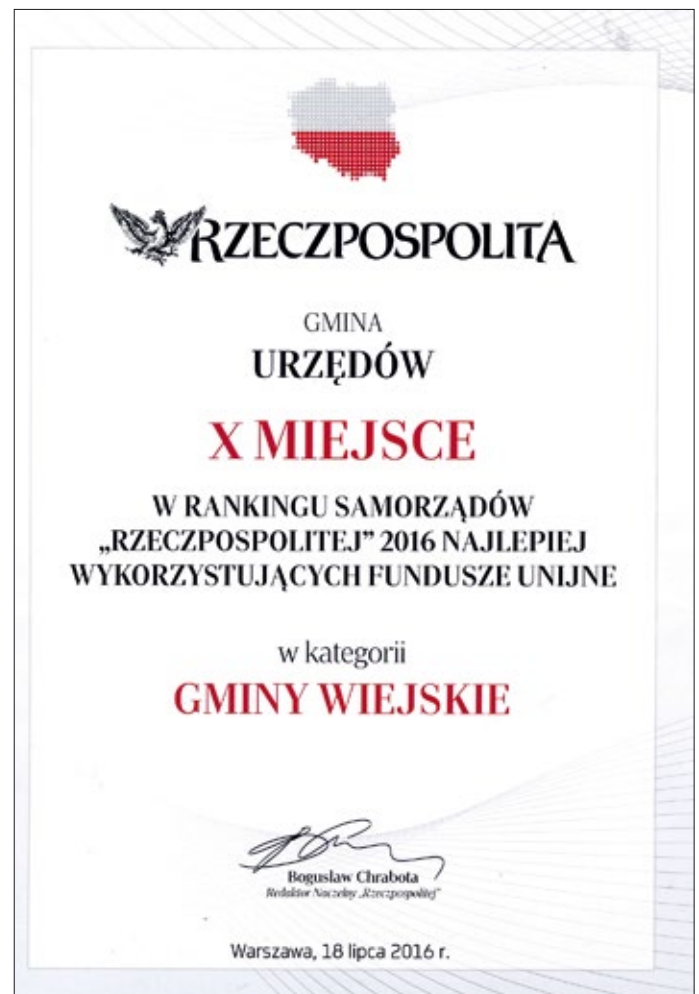 RZECZPOSPOLITA
GMINA
URZĘDÓW
X MIEJSCE
W RANKINGU SAMORZĄDÓW
„RZECZPOSPOLITEJ” 2016 NAJLEPIEJ
WYKORZYSTUJĄCYCH FUNDUSZE UNIJNE
w kategorii
GMINY WIEJSKIE
Bogusław Chrabota
Redaktor Naczelny „Rzeczpospolitej”
Warszawa, 18 lipca 2016 r.